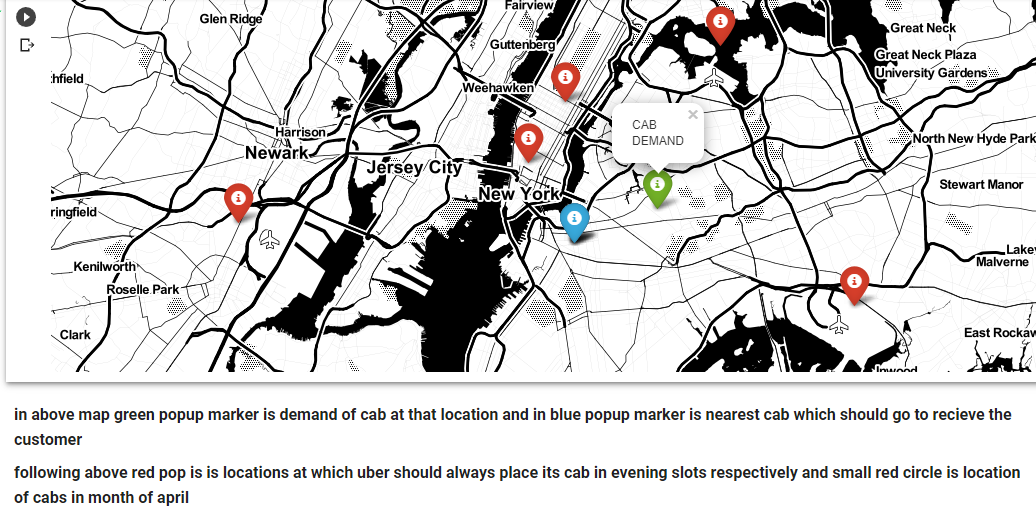 Fairview
Glen Ridge
Great Neck
Guttenberg
Great Neck Plaza
University Gardens
hfield
Weehawken
CAB
DEMAND
Harrison
North New Hyde Park
Newark
Jersey City
Stewart Manor
New York
ringfield
Lake
Malverne
Kenilworth
Roselle Park
Clark
East Rockaw
Inwood
in above map green popup marker is demand of cab at that location and in blue popup marker is nearest cab which should go to recieve the
customer
following above red pop is is locations at which uber should always place its cab in evening slots respectively and small red circle is location
of cabs in month of april